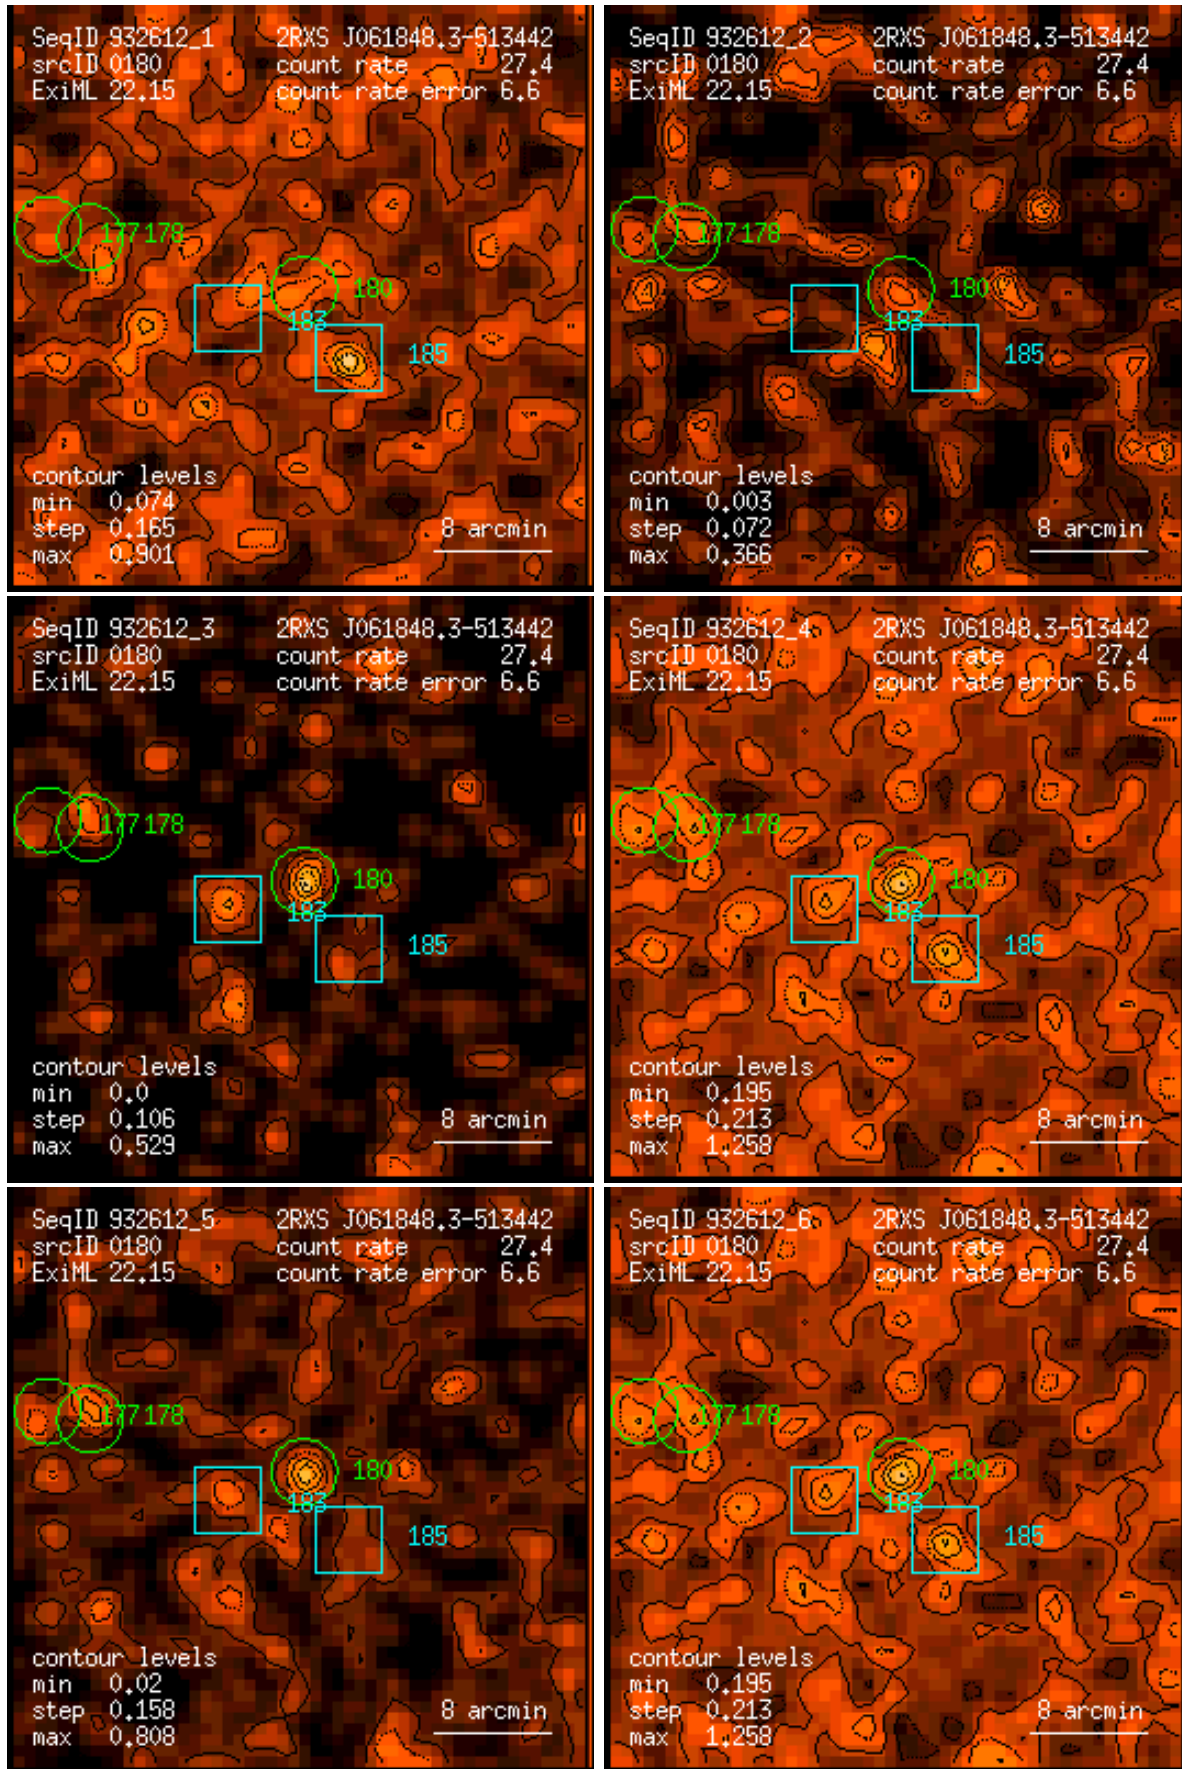 SeqID 932612_1 2RXS J061848.3-513442
srcID 0180 count rate 27.4
ExiML 22.15 count rate error 6.6
177 178
180
183
185
contour levels
min 0.074
step 0.165 8 arcmin
max 0.901
SeqID 932612_2 2RXS J061848.3-513442
srcID 0180 count rate 27.4
ExiML 22.15 count rate error 6.6
177 178
180
183
185
contour levels
min 0.003
step 0.072 8 arcmin
max 0.366
SeqID 932612_3 2RXS J061848.3-513442
srcID 0180 count rate 27.4
ExiML 22.15 count rate error 6.6
177 178
180
183
185
contour levels
min 0.0
step 0.106 8 arcmin
max 0.529
SeqID 932612_4 2RXS J061848.3-513442
srcID 0180 count rate 27.4
ExiML 22.15 count rate error 6.6
177 178
180
183
185
contour levels
min 0.195
step 0.213 8 arcmin
max 1.258
SeqID 932612_5 2RXS J061848.3-513442
srcID 0180 count rate 27.4
ExiML 22.15 count rate error 6.6
177 178
180
183
185
contour levels
min 0.02
step 0.158 8 arcmin
max 0.808
SeqID 932612_6 2RXS J061848.3-513442
srcID 0180 count rate 27.4
ExiML 22.15 count rate error 6.6
177 178
180
183
185
contour levels
min 0.195
step 0.213 8 arcmin
max 1.258